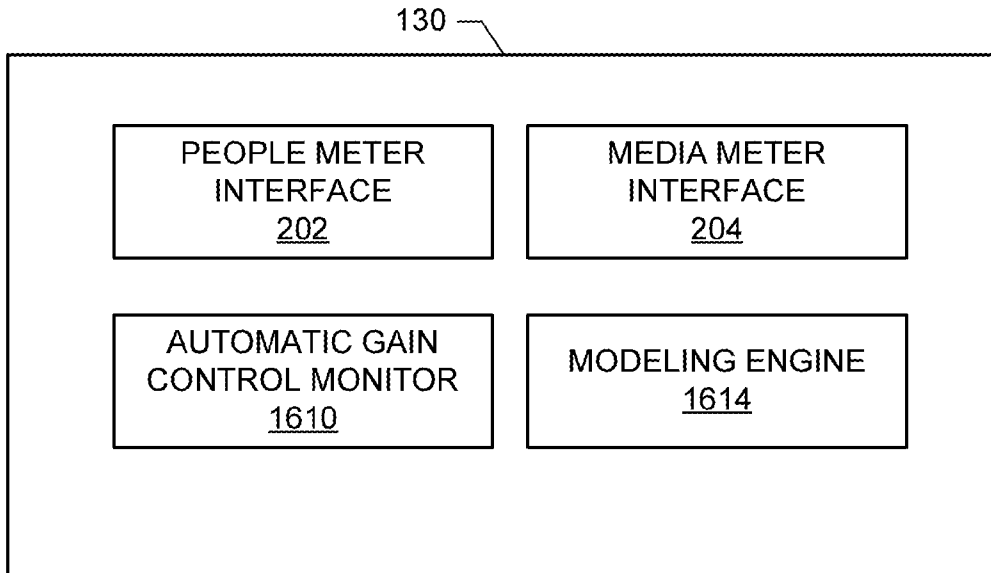 130
PEOPLE METER
INTERFACE
202
MEDIA METER
INTERFACE
204
AUTOMATIC GAIN
CONTROL MONITOR
1610
MODELING ENGINE
1614